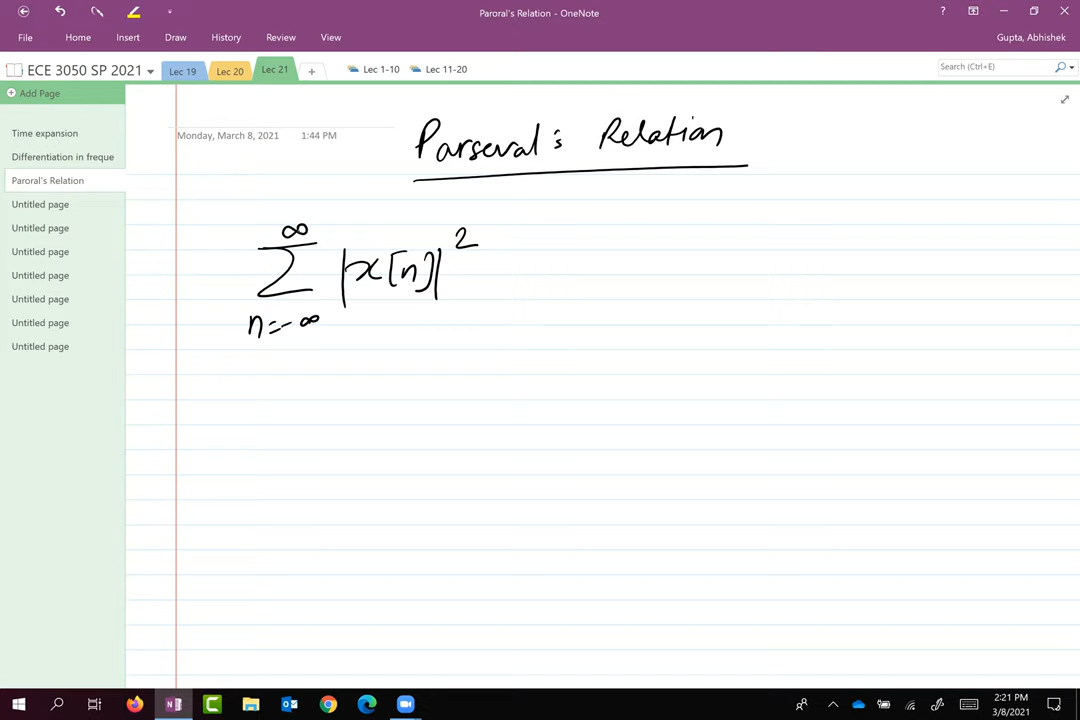 Paroral's Relation - OneNote
?
File Home Insert Draw History Review View
Gupta, Abhishek
ECE 3050 SP 2021
Lec 19 Lec 20 Lec 21 + Lec 1-10 Lec 11-20
Search (Ctrl+E)
Add Page
Time expansion
Differentiation in freque
Paroral's Relation
Untitled page
Untitled page
Untitled page
Untitled page
Untitled page
Untitled page
Untitled page
Monday, March 8, 2021 1:44 PM
Parseval's Relation
∞
∑ |x[n]|²
n=-∞
2:21 PM
3/8/2021